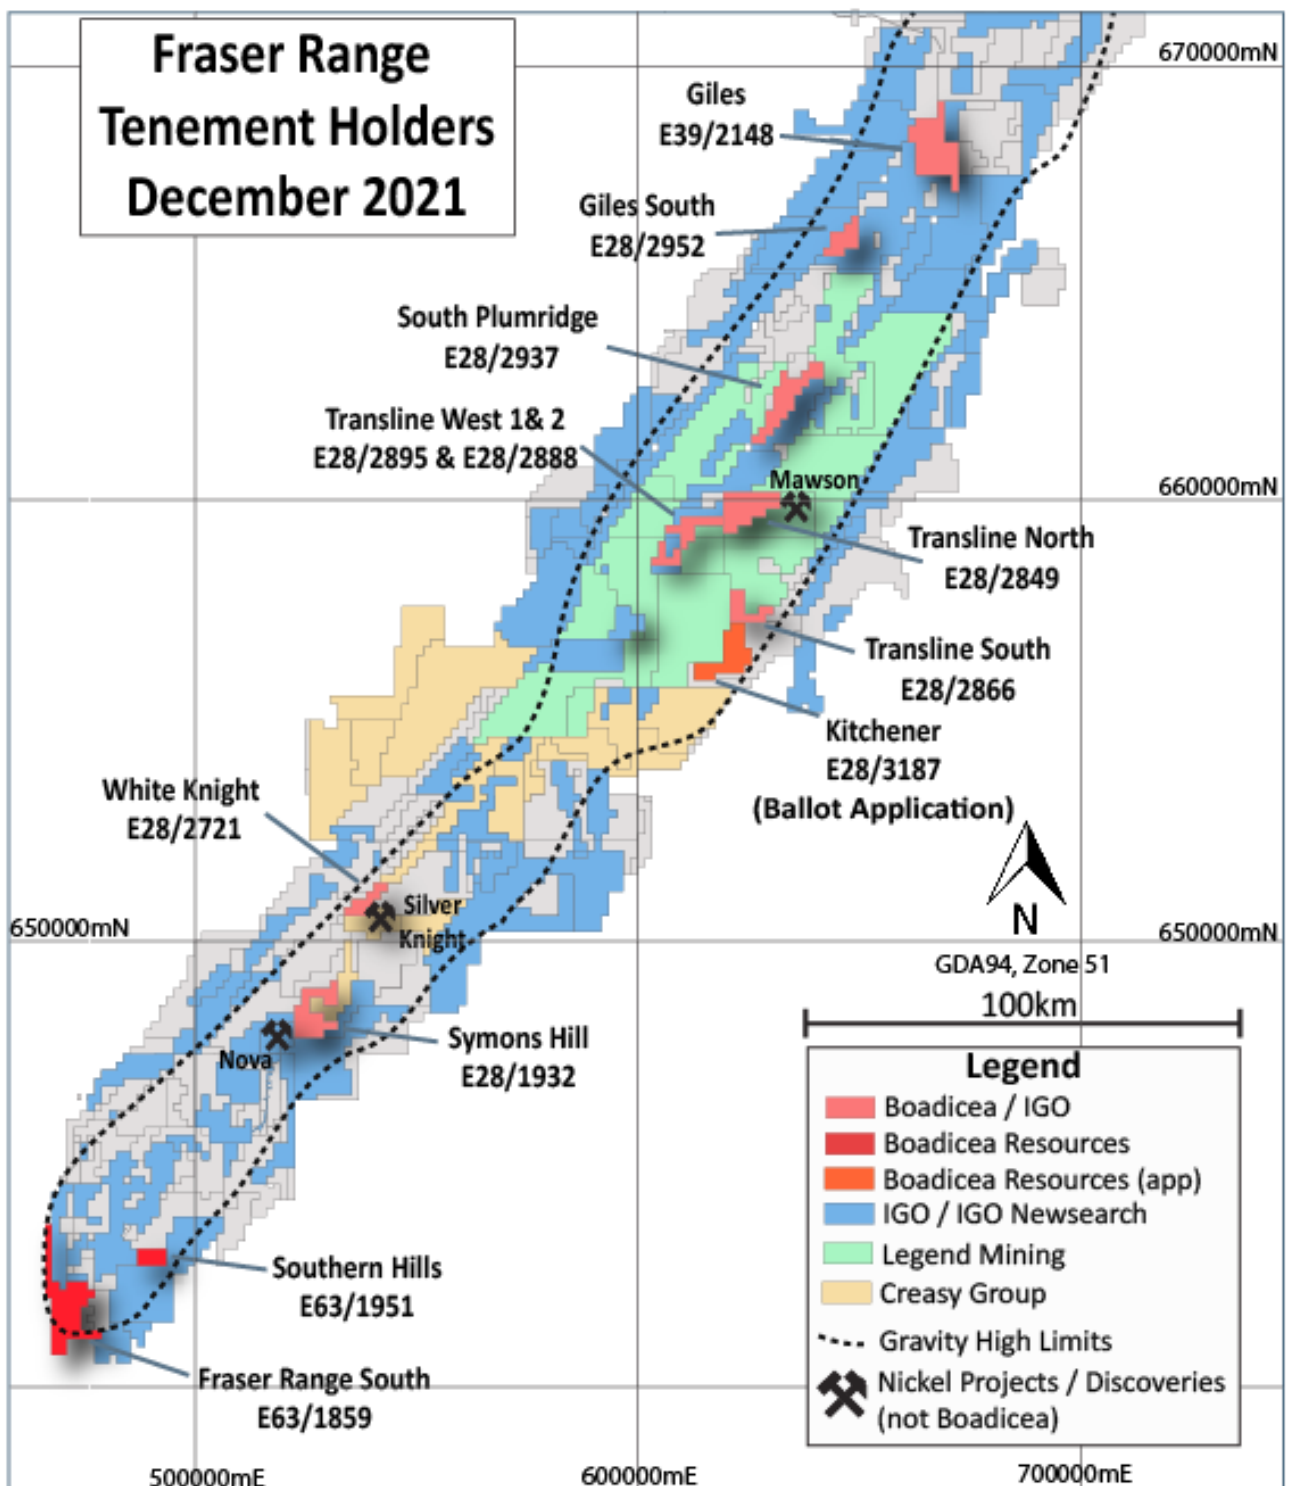 Fraser Range
Tenement Holders
December 2021
670000mN
Giles
E39/2148
Giles South
E28/2952
South Plumridge
E28/2937
Transline West 1& 2
E28/2895 & E28/2888
Mawson
660000mN
Transline North
E28/2849
Transline South
E28/2866
Kitchener
E28/3187
(Ballot Application)
White Knight
E28/2721
Silver
Knight
650000mN
650000mN
N
GDA94, Zone 51
100km
Symons Hill
E28/1932
Nova
Southern Hills
E63/1951
Fraser Range South
E63/1859
Legend
Boadicea / IGO
Boadicea Resources
Boadicea Resources (app)
IGO / IGO Newsearch
Legend Mining
Creasy Group
Gravity High Limits
Nickel Projects / Discoveries
(not Boadicea)
500000mE
600000mE
700000mE